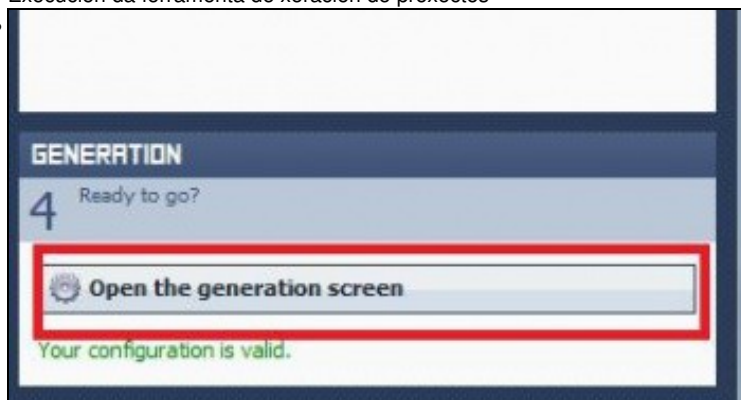 Execución da ferramenta de xeración de proxectos
GENERATION
4 Ready to go?
Open the generation screen
Your configuration is valid.